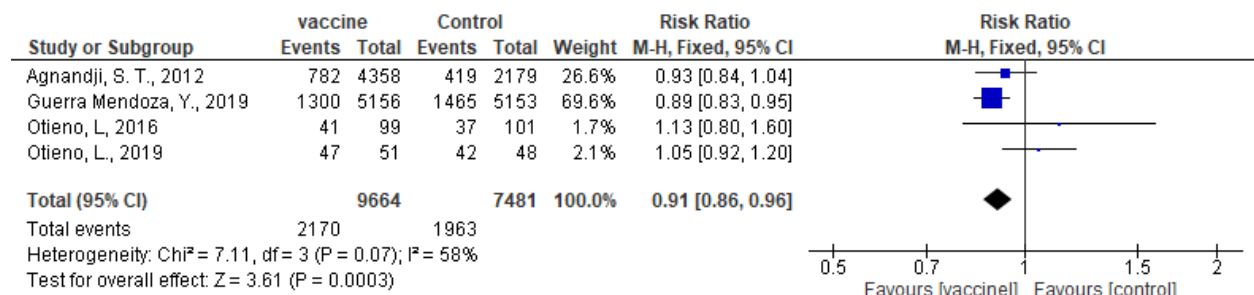 vaccine Control Risk Ratio Risk Ratio
Study or Subgroup Events Total Events Total Weight M-H, Fixed, 95% CI M-H, Fixed, 95% CI
Agnandji, S. T., 2012 782 4358 419 2179 26.6% 0.93 [0.84, 1.04]
Guerra Mendoza, Y., 2019 1300 5156 1465 5153 69.6% 0.89 [0.83, 0.95]
Otieno, L, 2016 41 99 37 101 1.7% 1.13 [0.80, 1.60]
Otieno, L., 2019 47 51 42 48 2.1% 1.05 [0.92, 1.20]
Total (95% CI) 9664 7481 100.0% 0.91 [0.86, 0.96]
Total events 2170 1963
Heterogeneity: Chi² = 7.11, df = 3 (P = 0.07); I² = 58%
Test for overall effect: Z = 3.61 (P = 0.0003)
0.5 0.7 1 1.5 2
Favours [vaccinel] Favours [control]